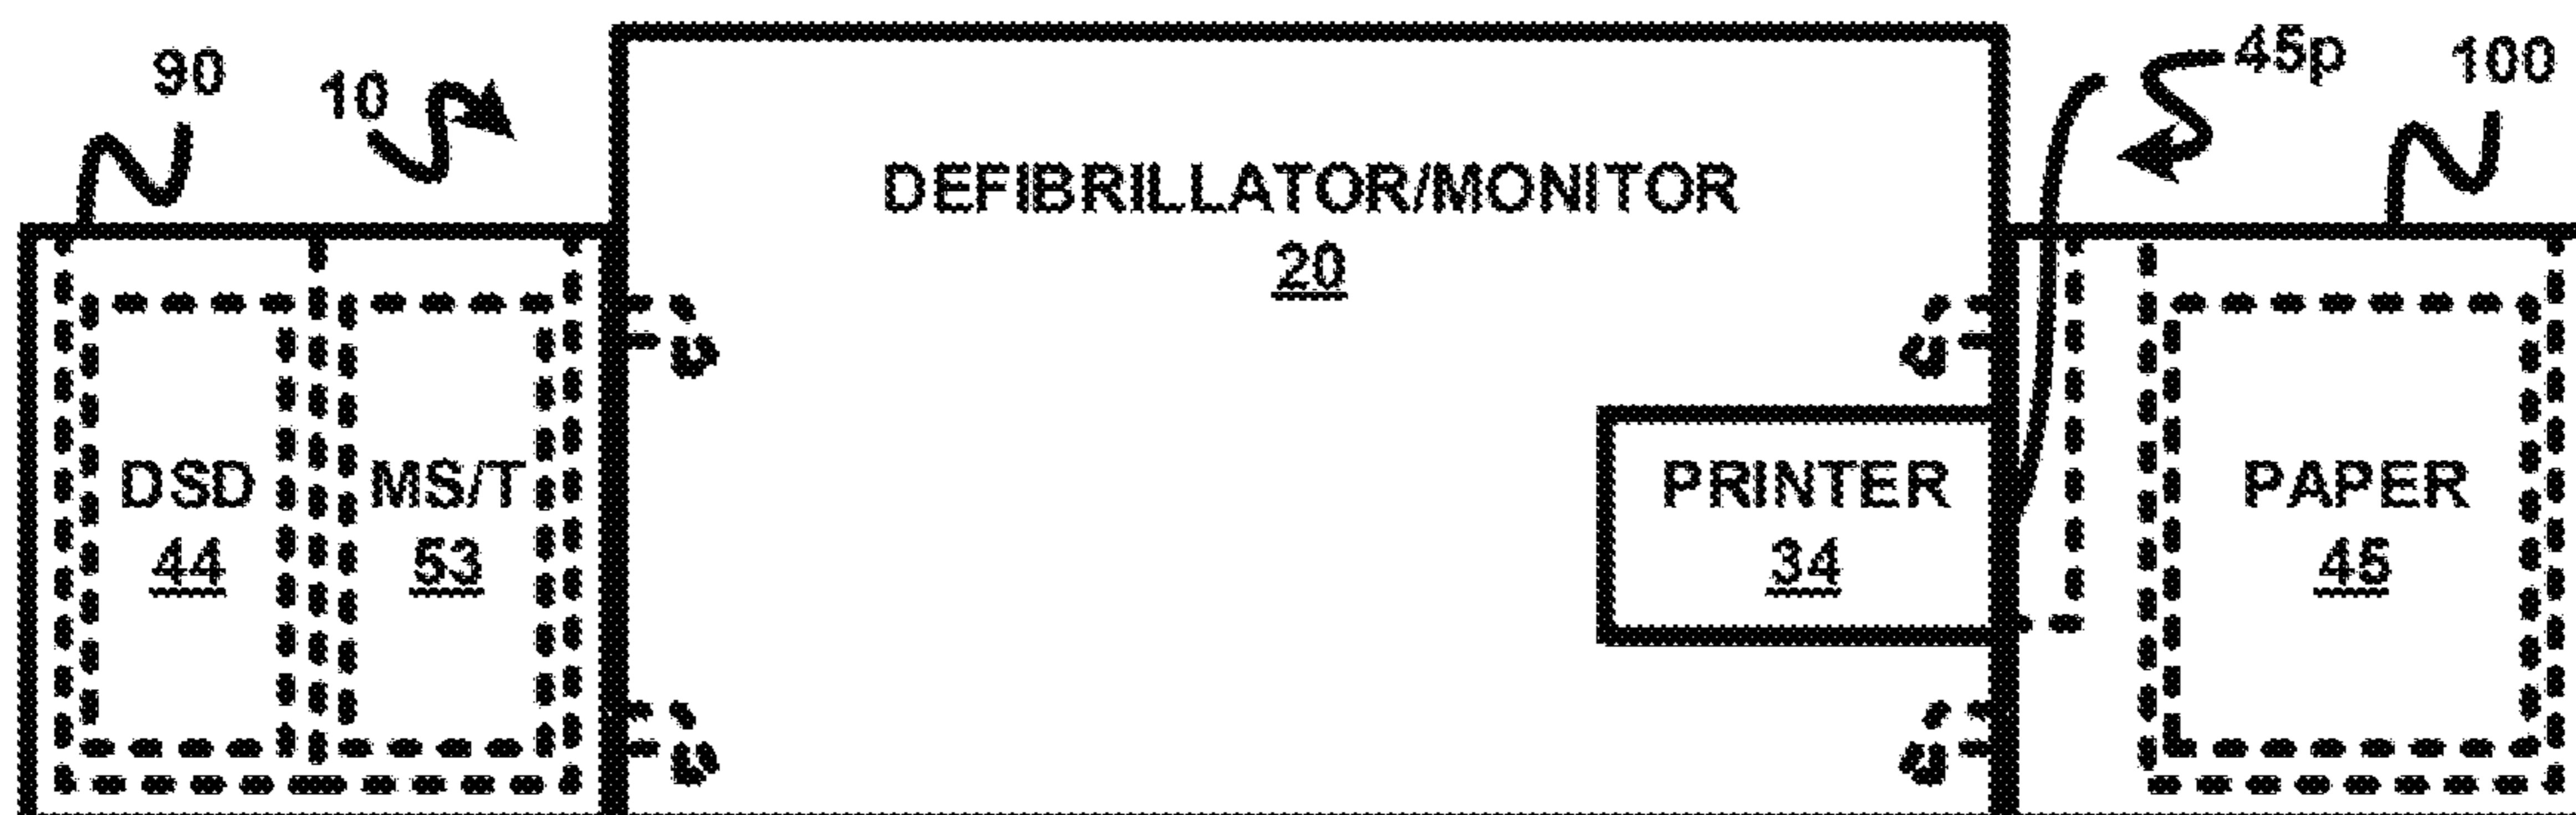 90
10
45p
100
DEFIBRILLATOR/MONITOR
20
DSD
44
MS/T
53
PRINTER
34
PAPER
45